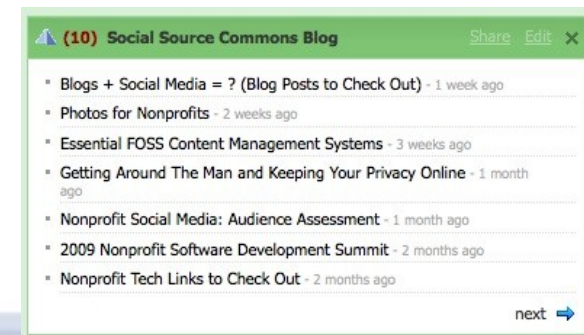 (10) Social Source Commons Blog Share Edit
Blogs + Social Media = ? (Blog Posts to Check Out) - 1 week ago
Photos for Nonprofits - 2 weeks ago
Essential FOSS Content Management Systems - 3 weeks ago
Getting Around The Man and Keeping Your Privacy Online - 1 month
ago
Nonprofit Social Media: Audience Assessment - 1 month ago
2009 Nonprofit Software Development Summit - 2 months ago
Nonprofit Tech Links to Check Out - 2 months ago
next